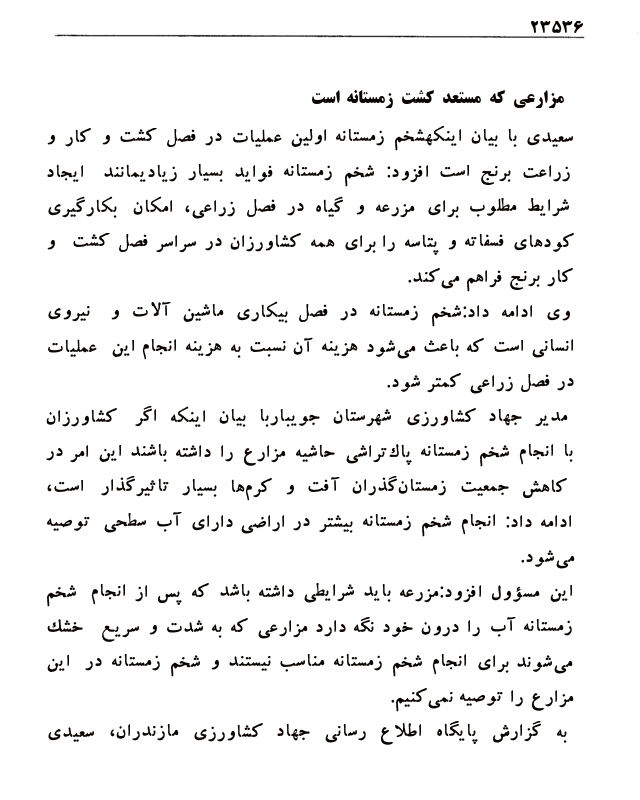 ۲۳۵۳۶
مزارعی که مستعد کشت زمستانه است
سعیدی با بیان اینکهشخم زمستانه اولین عملیات در فصل کشت و کار و
زراعت برنج است افزود: شخم زمستانه فواید بسیار زیادیمانند ایجاد
شرایط مطلوب برای مزرعه و گیاه در فصل زراعی، امکان بکارگیری
کودهای فسفاته و پتاسه را برای همه کشاورزان در سراسر فصل کشت و
کار برنج فراهم می‌کند.
وی ادامه داد:شخم زمستانه در فصل بیکاری ماشین آلات و نیروی
انسانی است که باعث می‌شود هزینه آن نسبت به هزینه انجام این عملیات
در فصل زراعی کمتر شود.
مدیر جهاد کشاورزی شهرستان جویباربا بیان اینکه اگر کشاورزان
با انجام شخم زمستانه پاك‌تراشی حاشیه مزارع را داشته باشند این امر در
کاهش جمعیت زمستان‌گذران آفت و کرم‌ها بسیار تاثیرگذار است،
ادامه داد: انجام شخم زمستانه بیشتر در اراضی دارای آب سطحی توصیه
می‌شود.
این مسؤول افزود:مزرعه باید شرایطی داشته باشد که پس از انجام شخم
زمستانه آب را درون خود نگه دارد مزارعی که به شدت و سریع خشك
می‌شوند برای انجام شخم زمستانه مناسب نیستند و شخم زمستانه در این
مزارع را توصیه نمی‌کنیم.
به گزارش پایگاه اطلاع رسانی جهاد کشاورزی مازندران، سعیدی